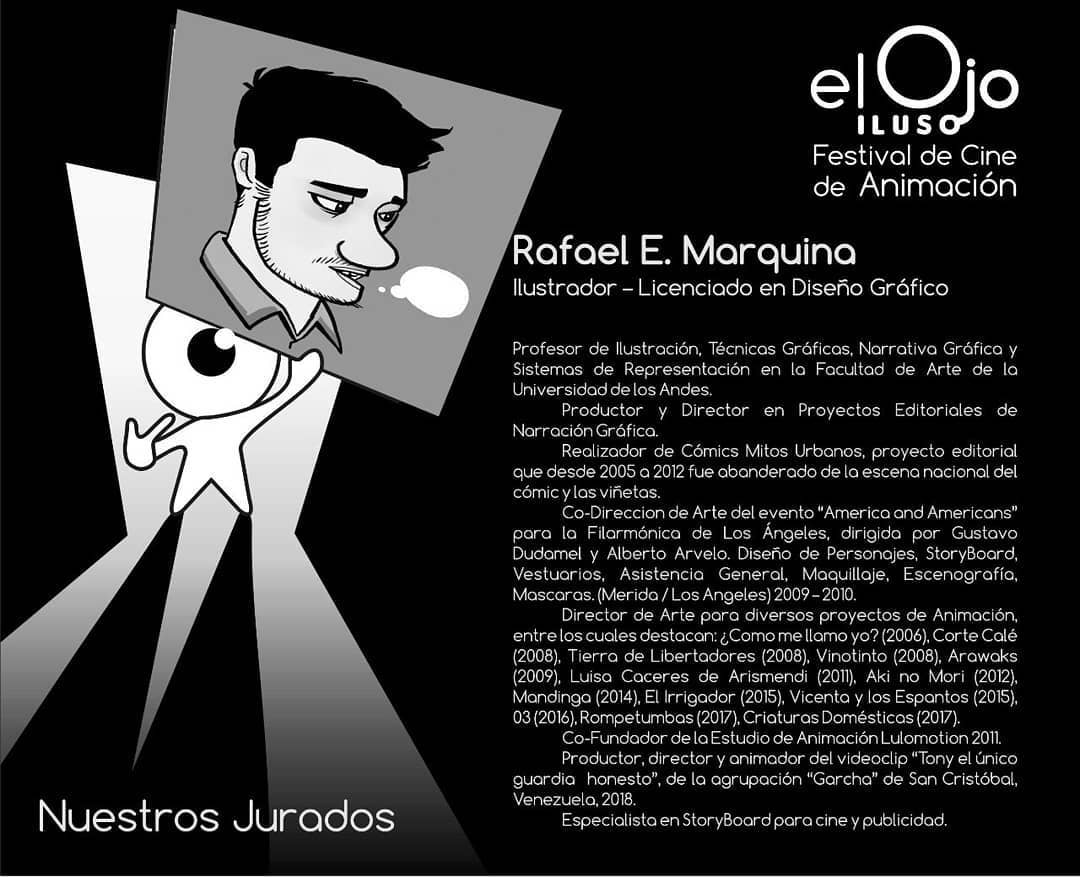 el Ojo
ILUSO
Festival de Cine
de Animación
Rafael E. Marquina
Ilustrador – Licenciado en Diseño Gráfico
Profesor de Ilustración, Técnicas Gráficas, Narrativa Gráfica y
Sistemas de Representación en la Facultad de Arte de la
Universidad de los Andes.
Productor y Director en Proyectos Editoriales de
Narración Gráfica.
Realizador de Cómics Mitos Urbanos, proyecto editorial
que desde 2005 a 2012 fue abanderado de la escena nacional del
cómic y las viñetas.
Co-Direccion de Arte del evento “America and Americans”
para la Filarmónica de Los Ángeles, dirigida por Gustavo
Dudamel y Alberto Arvelo. Diseño de Personajes, StoryBoard,
Vestuarios, Asistencia General, Maquillaje, Escenografía,
Mascaras. (Merida / Los Angeles) 2009 – 2010.
Director de Arte para diversos proyectos de Animación,
entre los cuales destacan: ¿Como me llamo yo? (2006), Corte Calé
(2008), Tierra de Libertadores (2008), Vinotinto (2008), Arawaks
(2009), Luisa Caceres de Arismendi (2011), Aki no Mori (2012),
Mandinga (2014), El Irrigador (2015), Vicenta y los Espantos (2015),
03 (2016), Rompetumbas (2017), Criaturas Domésticas (2017).
Co-Fundador de la Estudio de Animación Lulomotion 2011.
Productor, director y animador del videoclip “Tony el único
guardia honesto”, de la agrupación “Garcha” de San Cristóbal,
Venezuela, 2018.
Especialista en StoryBoard para cine y publicidad.
Nuestros Jurados